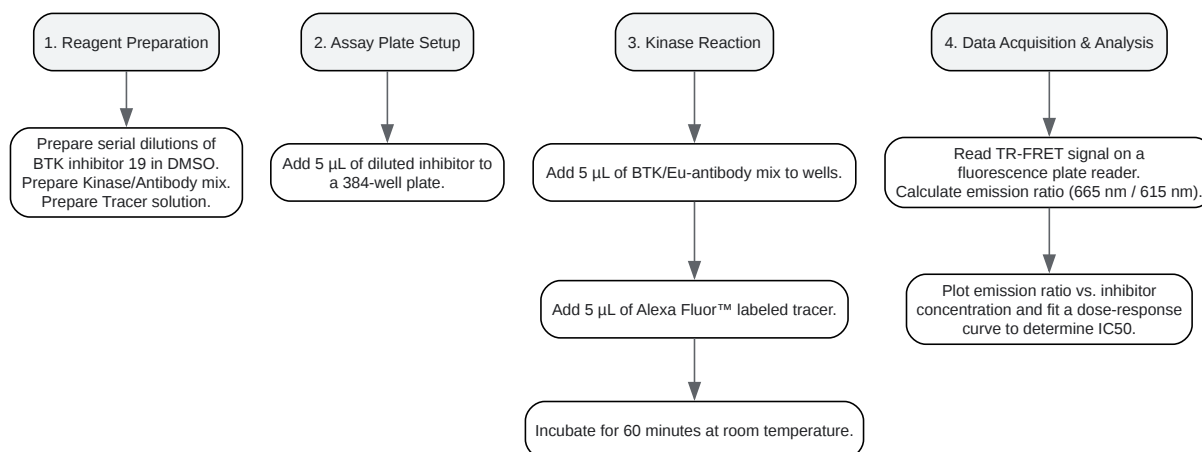 1. Reagent Preparation
Prepare serial dilutions of
BTK inhibitor 19 in DMSO.
Prepare Kinase/Antibody mix.
Prepare Tracer solution.
2. Assay Plate Setup
Add 5 µL of diluted inhibitor to
a 384-well plate.
3. Kinase Reaction
Add 5 µL of BTK/Eu-antibody mix to wells.
Add 5 µL of Alexa Fluor™ labeled tracer.
Incubate for 60 minutes at room temperature.
4. Data Acquisition & Analysis
Read TR-FRET signal on a
fluorescence plate reader.
Calculate emission ratio (665 nm / 615 nm).
Plot emission ratio vs. inhibitor
concentration and fit a dose-response
curve to determine IC50.